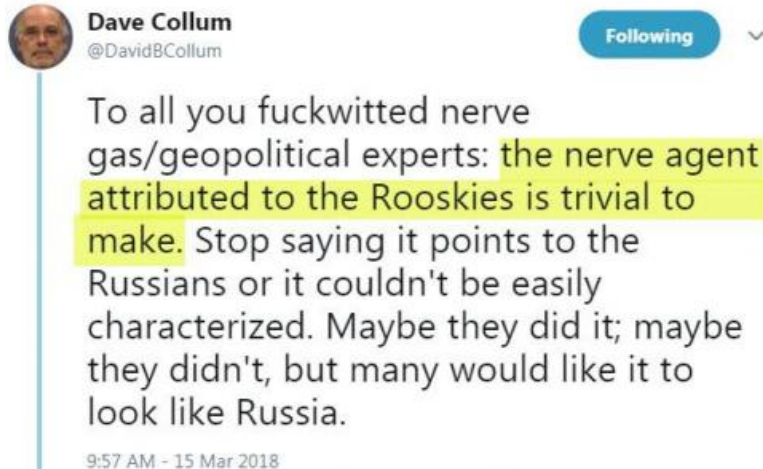 Dave Collum
@DavidBCollum
Following
To all you fuckwitted nerve
gas/geopolitical experts: the nerve agent
attributed to the Rooskies is trivial to
make. Stop saying it points to the
Russians or it couldn't be easily
characterized. Maybe they did it; maybe
they didn't, but many would like it to
look like Russia.
9:57 AM - 15 Mar 2018